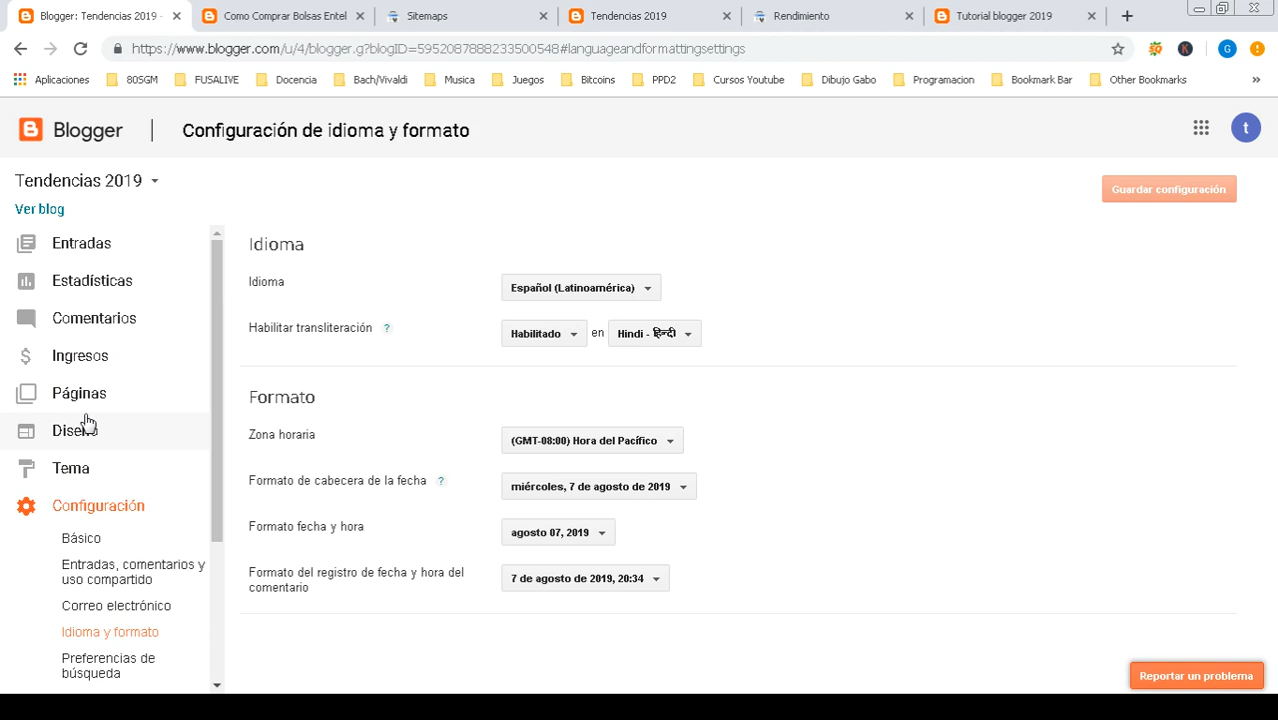 Blogger: Tendencias 2019 -
Como Comprar Bolsas Entel
Sitemaps
Tendencias 2019
Rendimiento
Tutorial blogger 2019
https://www.blogger.com/u/4/blogger.g?blogID=5952087888233500548#languageandformattingsettings
G
Aplicaciones
80SGM
FUSALIVE
Docencia
Bach/Vivaldi
Musica
Juegos
Bitcoins
PPD2
Cursos Youtube
Dibujo Gabo
Programacion
Bookmark Bar
Other Bookmarks
»
Blogger
Configuración de idioma y formato
t
Tendencias 2019
Guardar configuración
Ver blog
Entradas
Estadísticas
Comentarios
Ingresos
Páginas
Diseño
Tema
Configuración
Básico
Entradas, comentarios y
uso compartido
Correo electrónico
Idioma y formato
Preferencias de
búsqueda
Idioma
Idioma
Español (Latinoamérica)
Habilitar transliteración ?
Habilitado en Hindi - हिन्दी
Formato
Zona horaria
(GMT-08:00) Hora del Pacífico
Formato de cabecera de la fecha ?
miércoles, 7 de agosto de 2019
Formato fecha y hora
agosto 07, 2019
Formato del registro de fecha y hora del
comentario
7 de agosto de 2019, 20:34
Reportar un problema